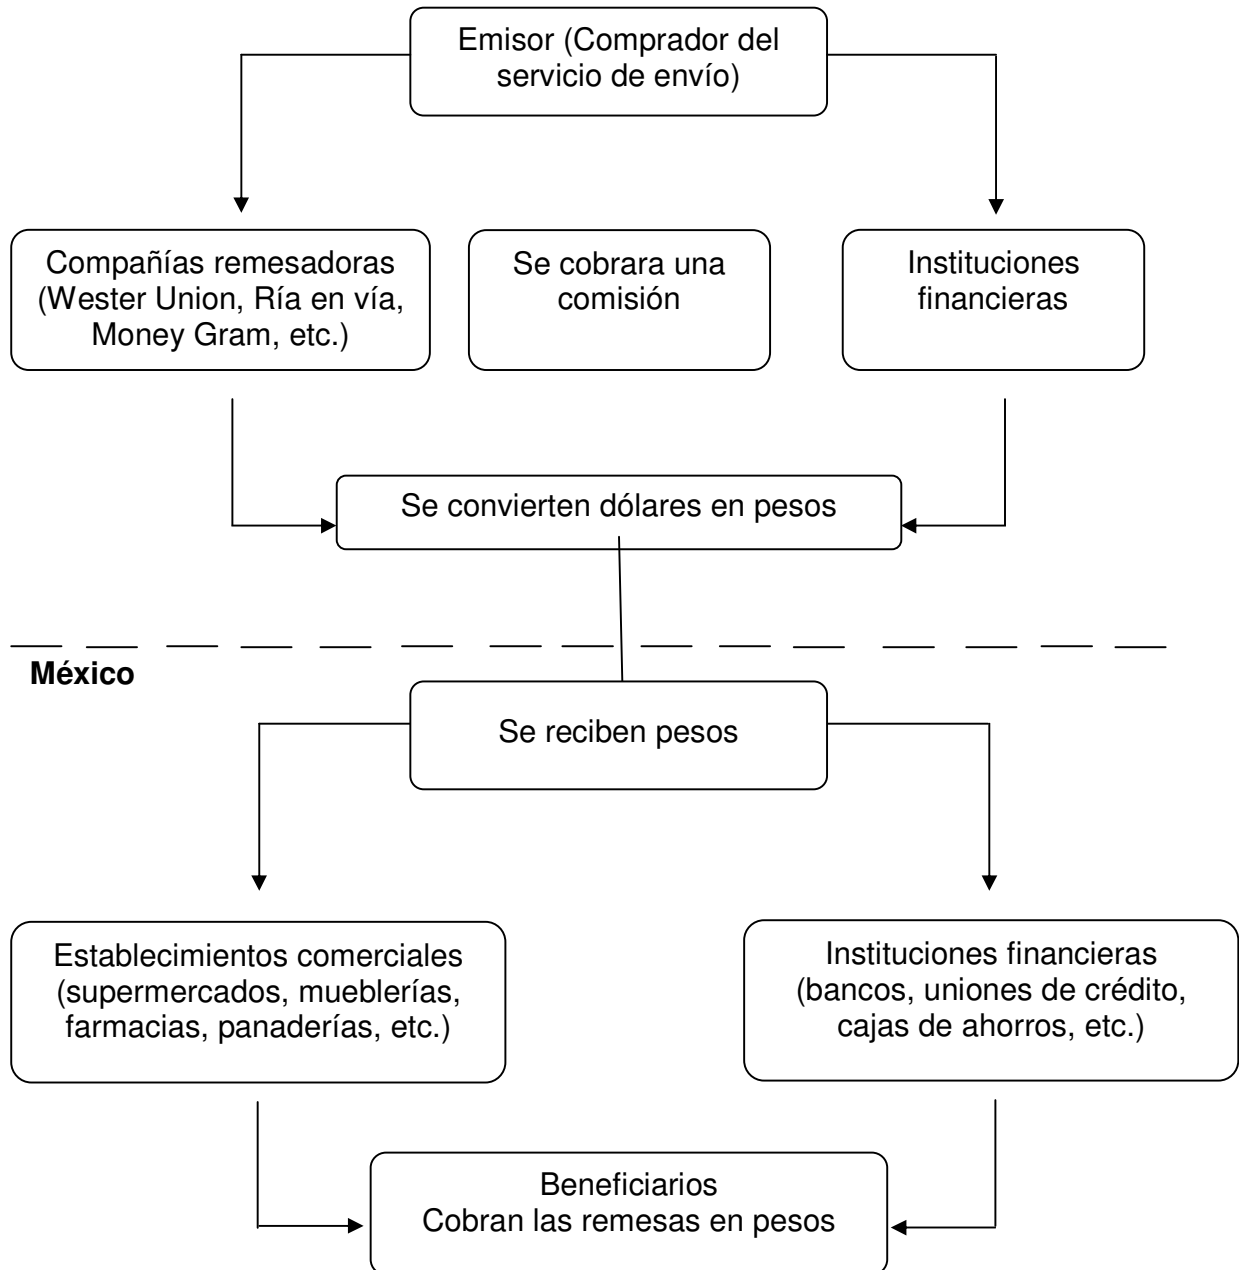 Emisor (Comprador del
servicio de envío)
Compañías remesadoras
(Wester Union, Ría en vía,
Money Gram, etc.)
Se cobrara una
comisión
Instituciones
financieras
Se convierten dólares en pesos
México
Se reciben pesos
Establecimientos comerciales
(supermercados, mueblerías,
farmacias, panaderías, etc.)
Instituciones financieras
(bancos, uniones de crédito,
cajas de ahorros, etc.)
Beneficiarios
Cobran las remesas en pesos